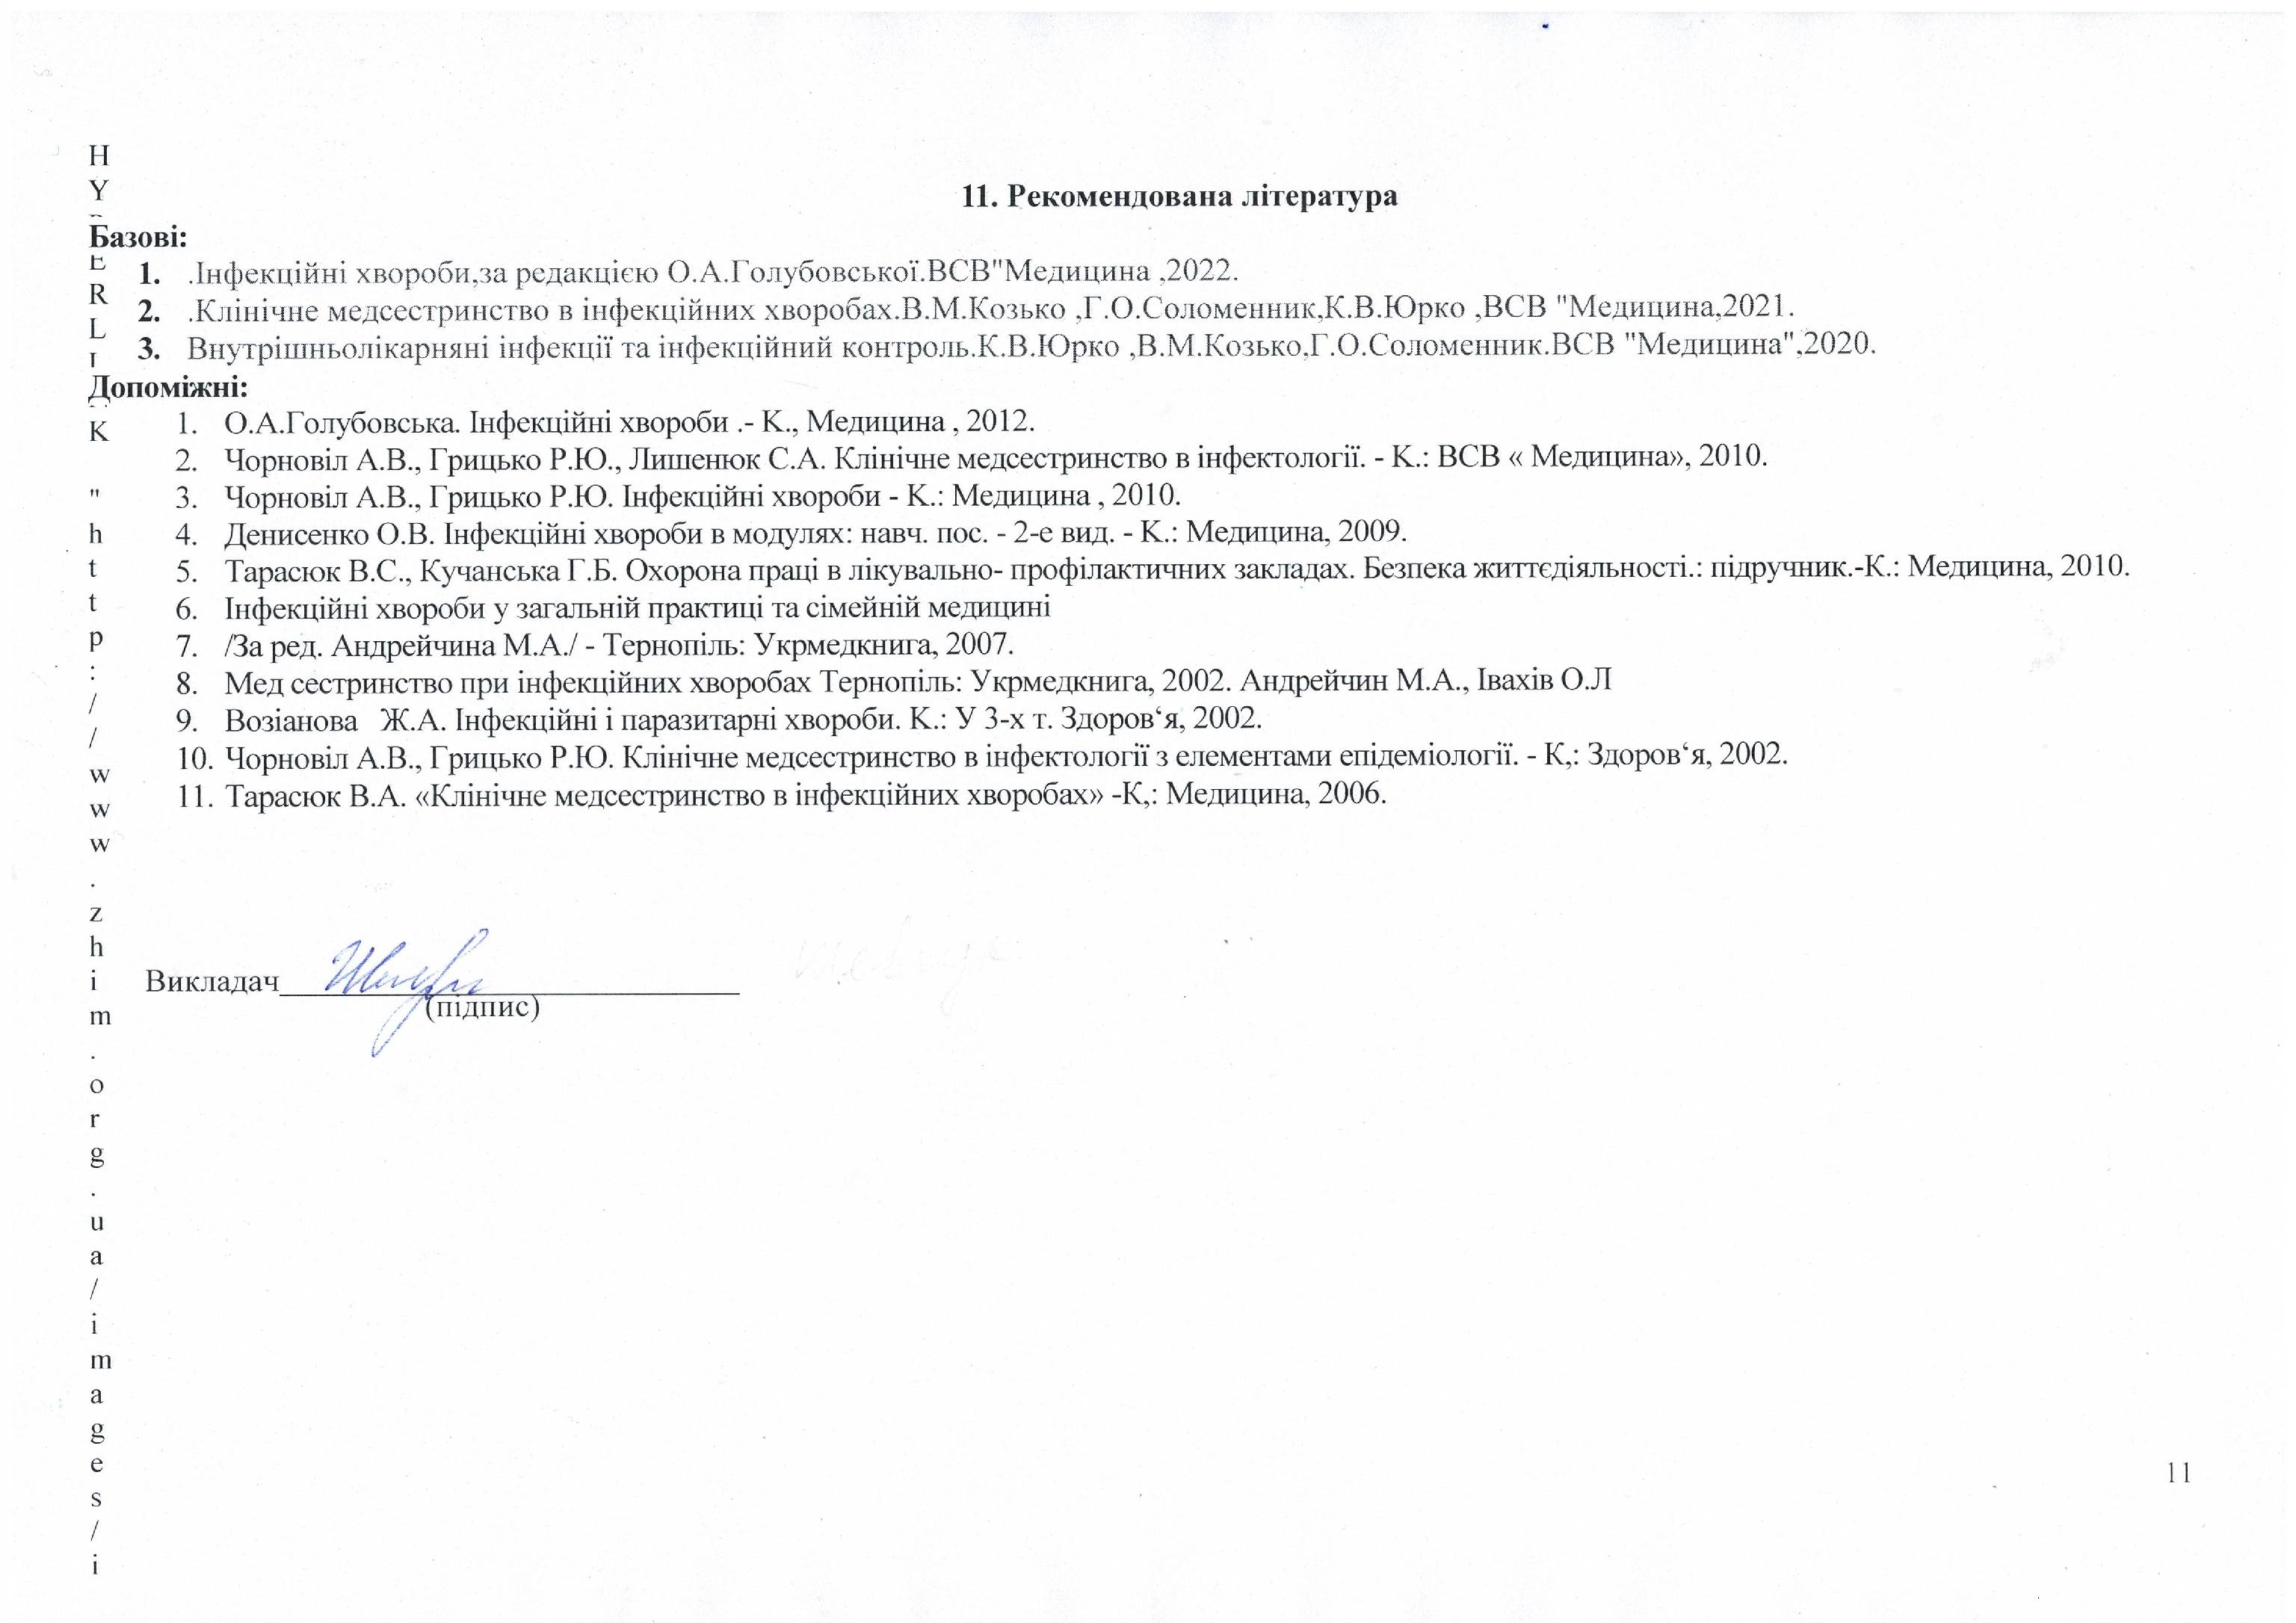 11. Рекомендована література
Базові:
1. .Інфекційні хвороби,за редакцією О.А.Голубовської.ВСВ"Медицина ,2022.
2. .Клінічне медсестринство в інфекційних хворобах.В.М.Козько ,Г.О.Соломенник,К.В.Юрко ,ВСВ "Медицина,2021.
3. Внутрішньолікарняні інфекції та інфекційний контроль.К.В.Юрко ,В.М.Козько,Г.О.Соломенник.ВСВ "Медицина",2020.
Допоміжні:
1. О.А.Голубовська. Інфекційні хвороби .- К., Медицина , 2012.
2. Чорновіл А.В., Грицько Р.Ю., Лишенюк С.А. Клінічне медсестринство в інфектології. - К.: ВСВ « Медицина», 2010.
3. Чорновіл А.В., Грицько Р.Ю. Інфекційні хвороби - К.: Медицина , 2010.
4. Денисенко О.В. Інфекційні хвороби в модулях: навч. пос. - 2-е вид. - К.: Медицина, 2009.
5. Тарасюк В.С., Кучанська Г.Б. Охорона праці в лікувально- профілактичних закладах. Безпека життєдіяльності.: підручник.-К.: Медицина, 2010.
6. Інфекційні хвороби у загальній практиці та сімейній медицині
7. /За ред. Андрейчина М.А./ - Тернопіль: Укрмедкнига, 2007.
8. Мед сестринство при інфекційних хворобах Тернопіль: Укрмедкнига, 2002. Андрейчин М.А., Івахів О.Л
9. Возіанова Ж.А. Інфекційні і паразитарні хвороби. К.: У 3-х т. Здоров‘я, 2002.
10. Чорновіл А.В., Грицько Р.Ю. Клінічне медсестринство в інфектології з елементами епідеміології. - К,: Здоров‘я, 2002.
11. Тарасюк В.А. «Клінічне медсестринство в інфекційних хворобах» -К,: Медицина, 2006.
Викладач
(підпис)
"http://www.zhim.org.ua/images/i
11